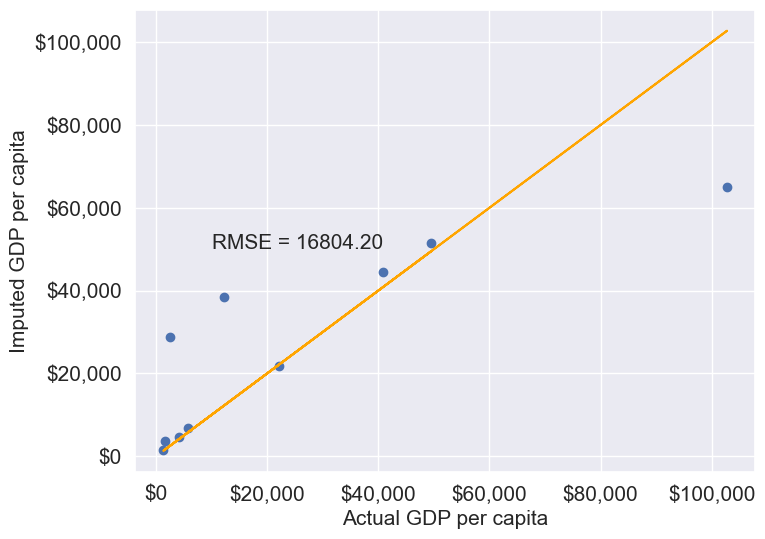 $100,000
$80,000
$60,000
$40,000
$20,000
$0
Imputed GDP per capita
RMSE = 16804.20
$0 $20,000 $40,000 $60,000 $80,000 $100,000
Actual GDP per capita